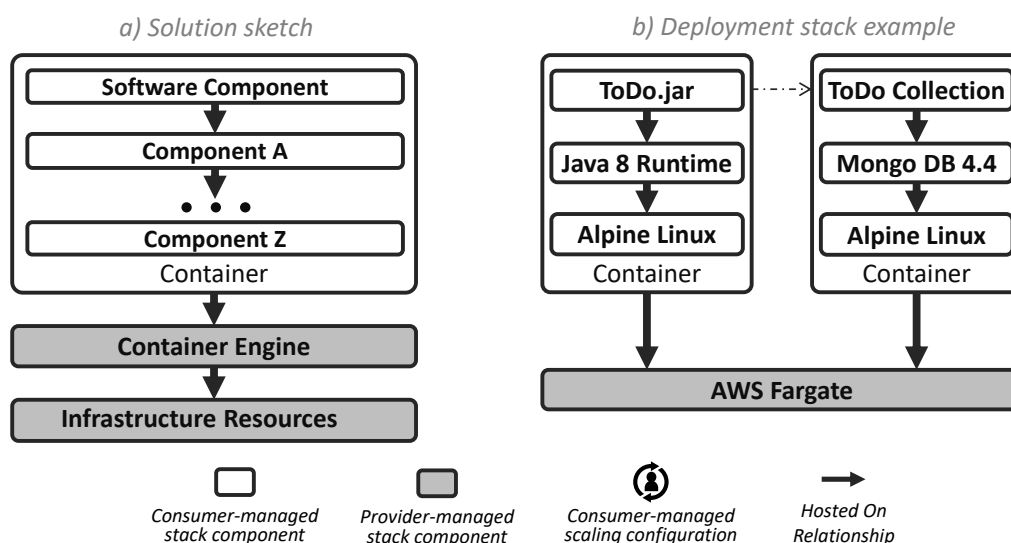 a) Solution sketch
Software Component
Component A
• • •
Component Z
Container
Container Engine
Infrastructure Resources
b) Deployment stack example
ToDo.jar
Java 8 Runtime
Alpine Linux
Container
ToDo Collection
Mongo DB 4.4
Alpine Linux
Container
AWS Fargate
Consumer-managed
stack component
Provider-managed
stack component
Consumer-managed
scaling configuration
Hosted On
Relationship